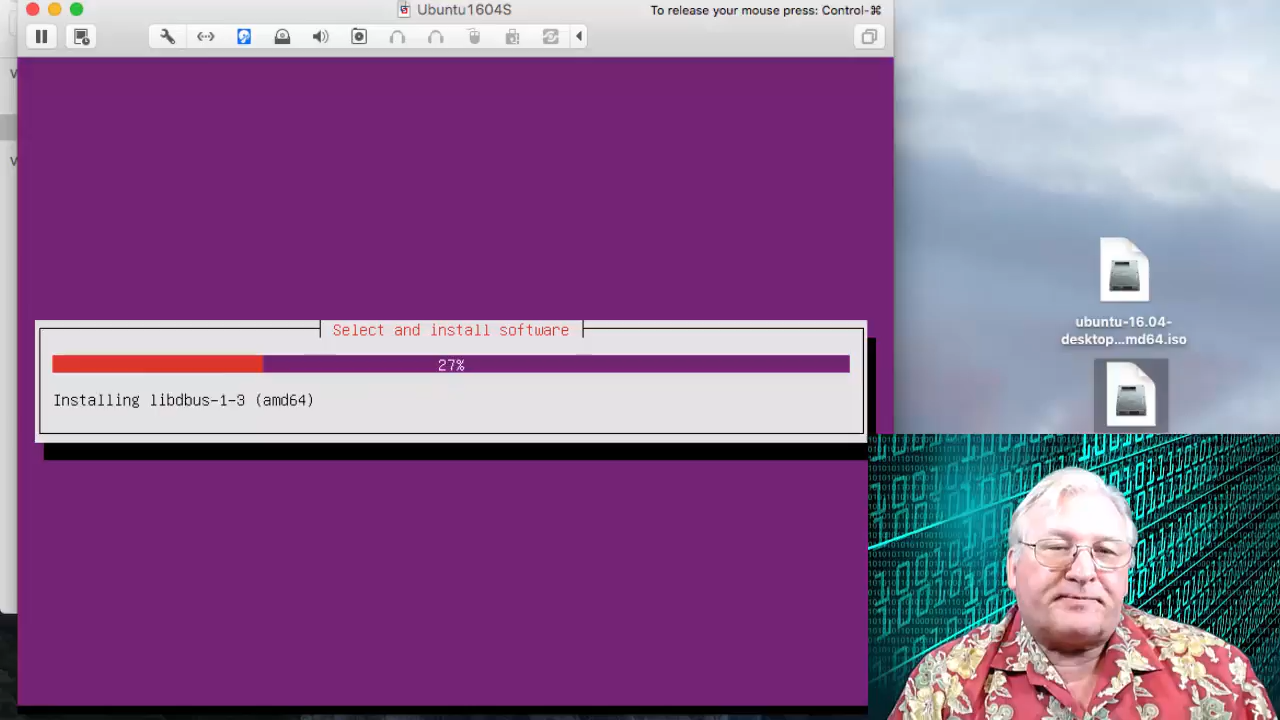 Ubuntu1604S
To release your mouse press: Control-⌘
Select and install software
27%
Installing libdbus-1-3 (amd64)
ubuntu-16.04-
desktop...md64.iso